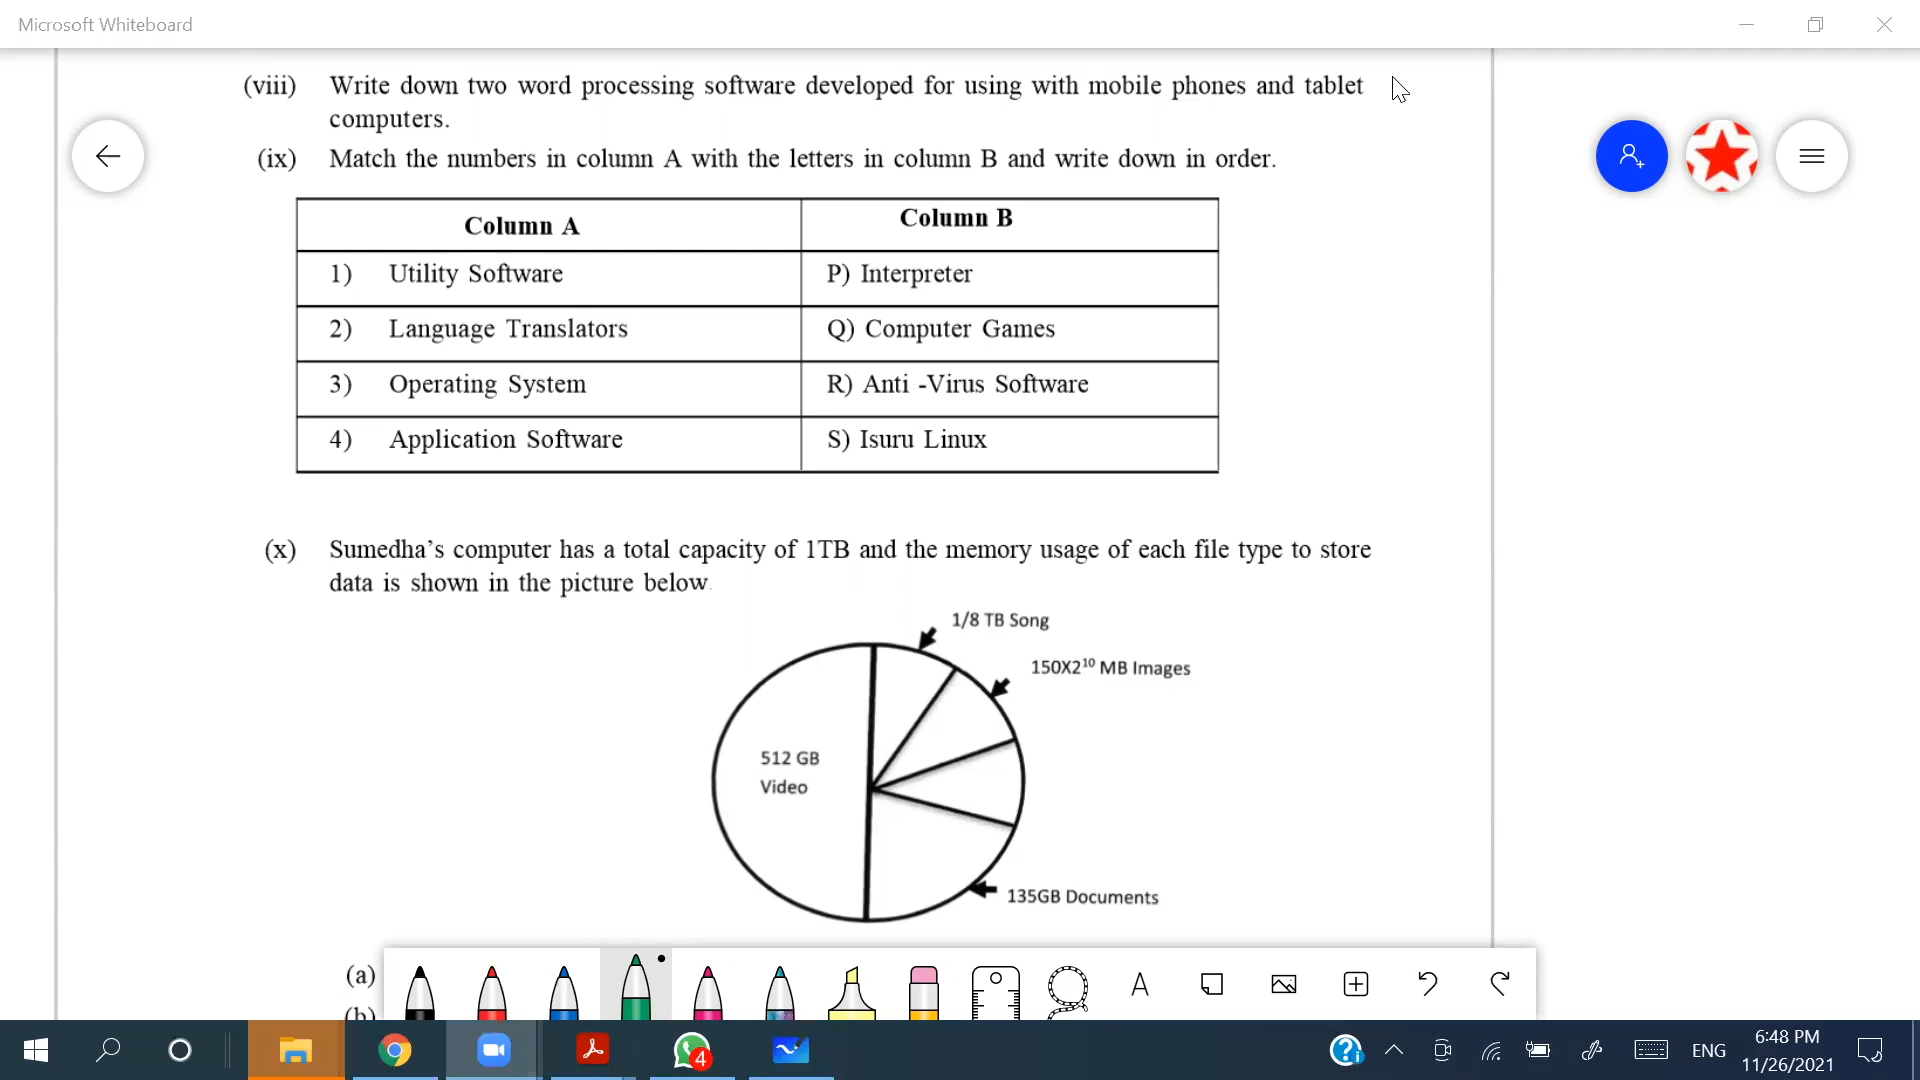 Microsoft Whiteboard
(viii) Write down two word processing software developed for using with mobile phones and tablet
computers.
(ix) Match the numbers in column A with the letters in column B and write down in order.
Column A Column B
1) Utility Software P) Interpreter
2) Language Translators Q) Computer Games
3) Operating System R) Anti -Virus Software
4) Application Software S) Isuru Linux
(x) Sumedha’s computer has a total capacity of 1TB and the memory usage of each file type to store
data is shown in the picture below.
1/8 TB Song
150X2¹⁰ MB Images
512 GB
Video
135GB Documents
(a)
(b)
4
ENG
6:48 PM
11/26/2021